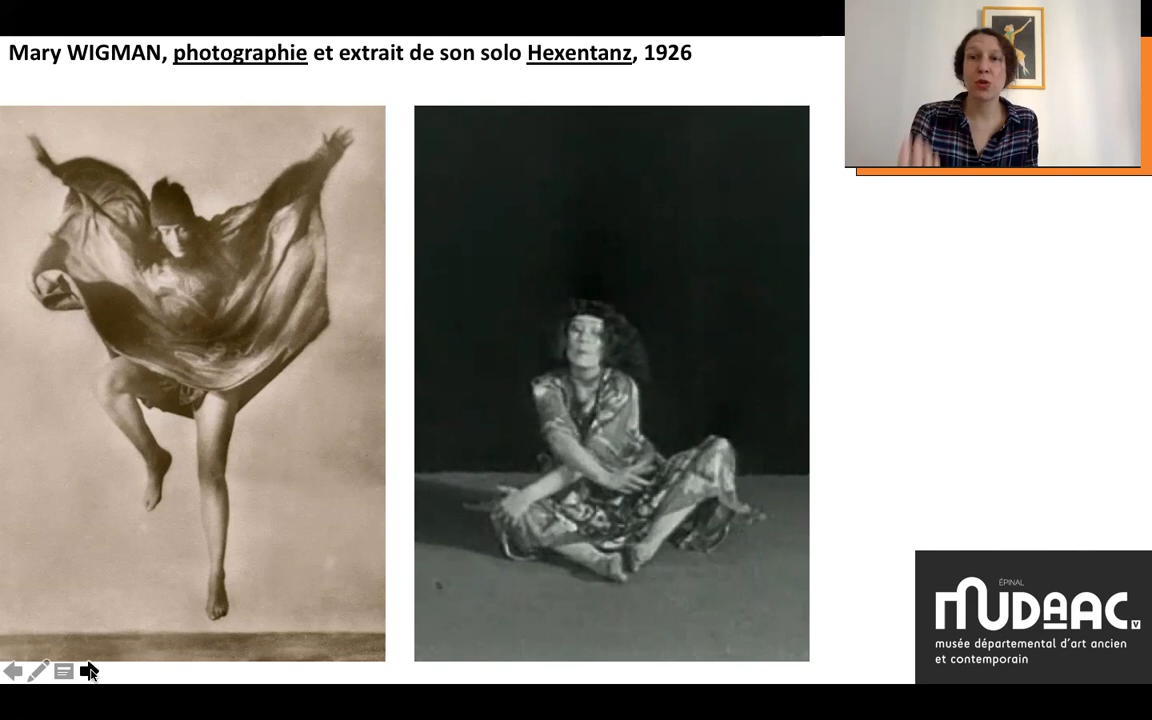 Mary WIGMAN, photographie et extrait de son solo Hexentanz, 1926
ÉPINAL
MUDAAC
V
musée départemental d'art ancien
et contemporain